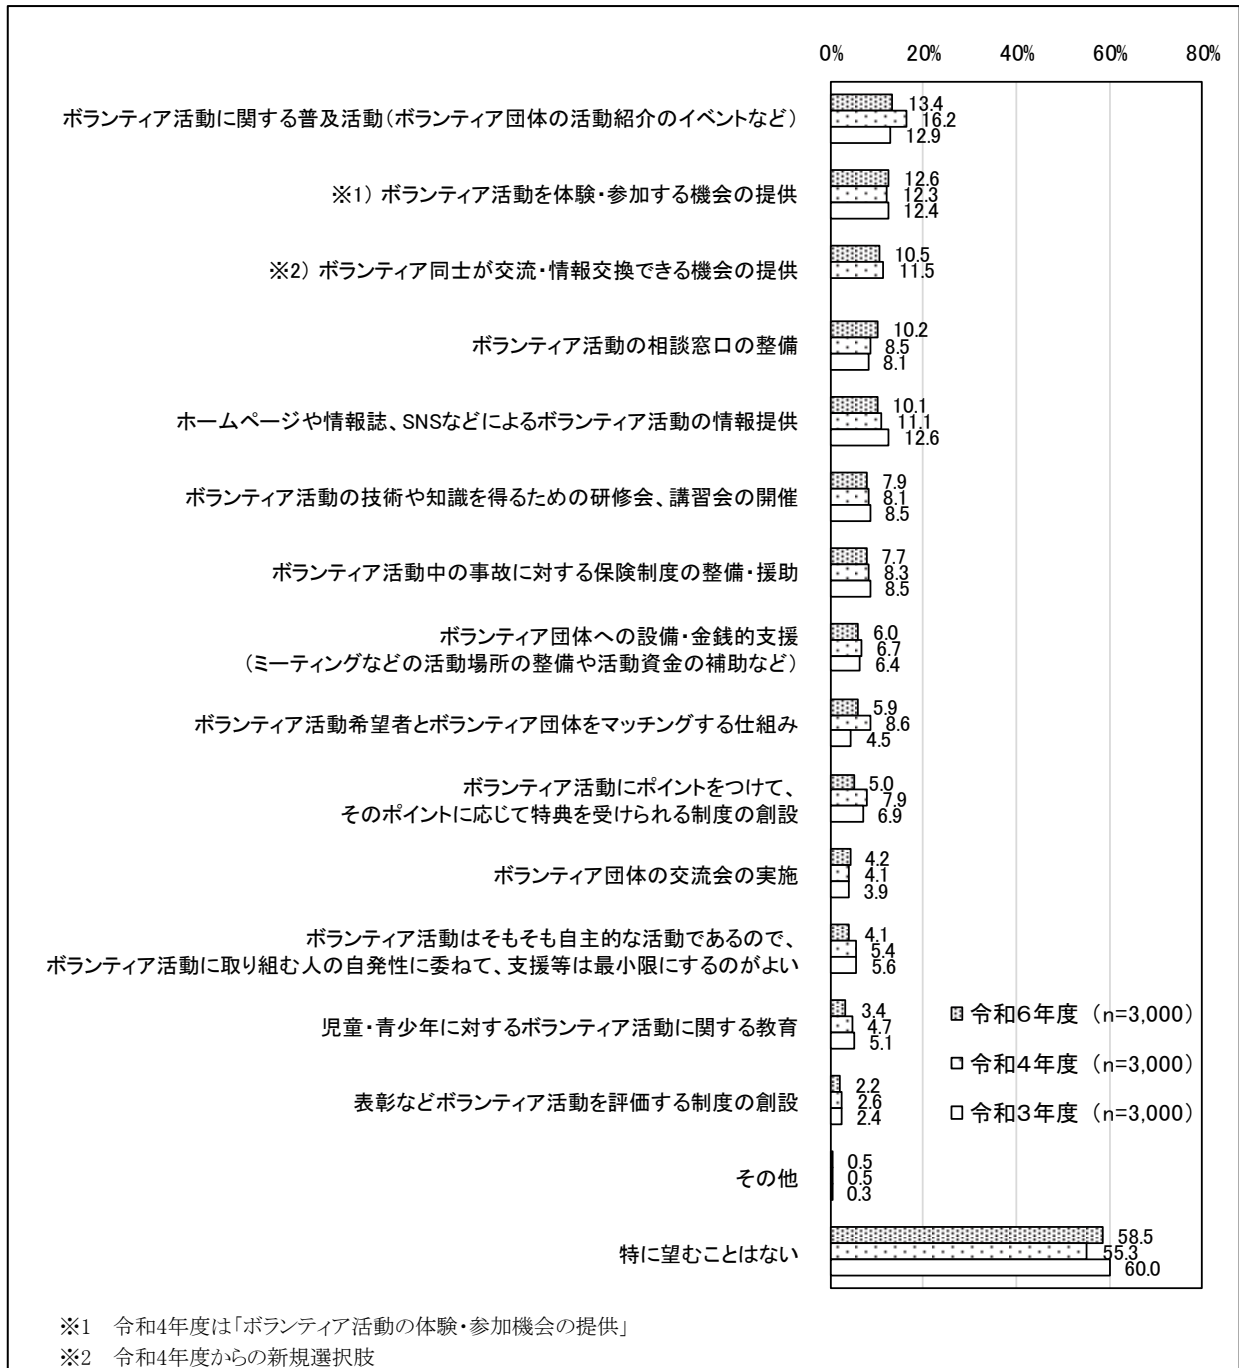 0% 20% 40% 60% 80%
ボランティア活動に関する普及活動（ボランティア団体の活動紹介のイベントなど）
13.4
16.2
12.9
※1）ボランティア活動を体験・参加する機会の提供
12.6
12.3
12.4
※2）ボランティア同士が交流・情報交換できる機会の提供
10.5
11.5
ボランティア活動の相談窓口の整備
10.2
8.5
8.1
ホームページや情報誌、SNSなどによるボランティア活動の情報提供
10.1
11.1
12.6
ボランティア活動の技術や知識を得るための研修会、講習会の開催
7.9
8.1
8.5
ボランティア活動中の事故に対する保険制度の整備・援助
7.7
8.3
8.5
ボランティア団体への設備・金銭的支援
（ミーティングなどの活動場所の整備や活動資金の補助など）
6.0
6.7
6.4
ボランティア活動希望者とボランティア団体をマッチングする仕組み
5.9
8.6
4.5
ボランティア活動にポイントをつけて、
そのポイントに応じて特典を受けられる制度の創設
5.0
7.9
6.9
ボランティア団体の交流会の実施
4.2
4.1
3.9
ボランティア活動はそもそも自主的な活動であるので、
ボランティア活動に取り組む人の自発性に委ねて、支援等は最小限にするのがよい
4.1
5.4
5.6
児童・青少年に対するボランティア活動に関する教育
3.4
4.7
5.1
表彰などボランティア活動を評価する制度の創設
2.2
2.6
2.4
その他
0.5
0.5
0.3
特に望むことはない
58.5
55.3
60.0
令和６年度（n=3,000）
令和４年度（n=3,000）
令和３年度（n=3,000）
※1 令和4年度は「ボランティア活動の体験・参加機会の提供」
※2 令和4年度からの新規選択肢